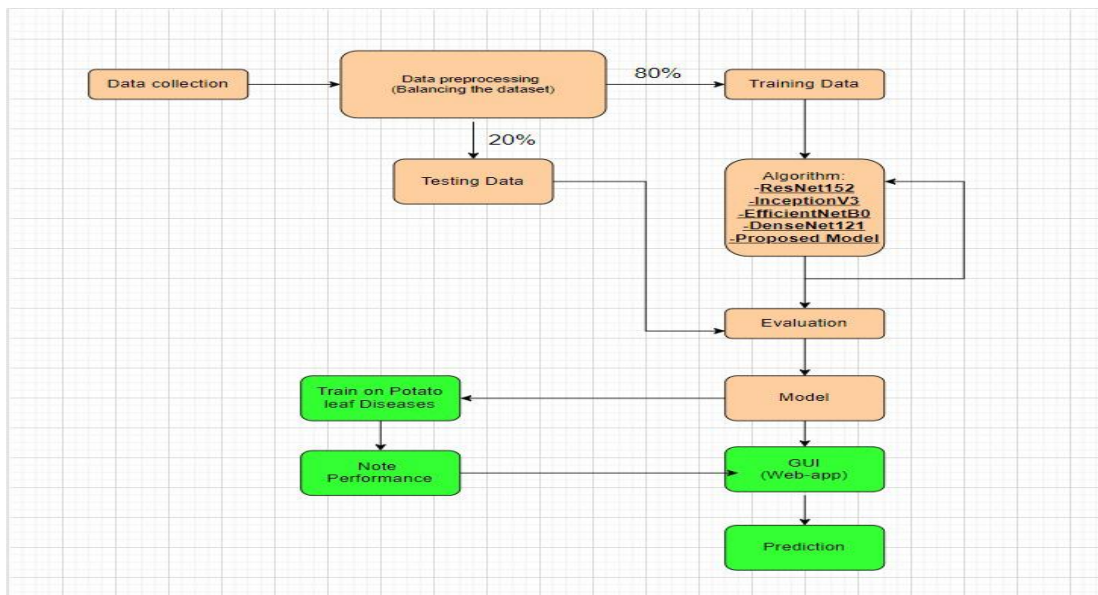 Data collection
Data preprocessing
(Balancing the dataset)
80%
Training Data
20%
Testing Data
Algorithm:
-ResNet152
-InceptionV3
-EfficientNetB0
-DenseNet121
-Proposed Model
Evaluation
Train on Potato
leaf Diseases
Model
Note
Performance
GUI
(Web-app)
Prediction